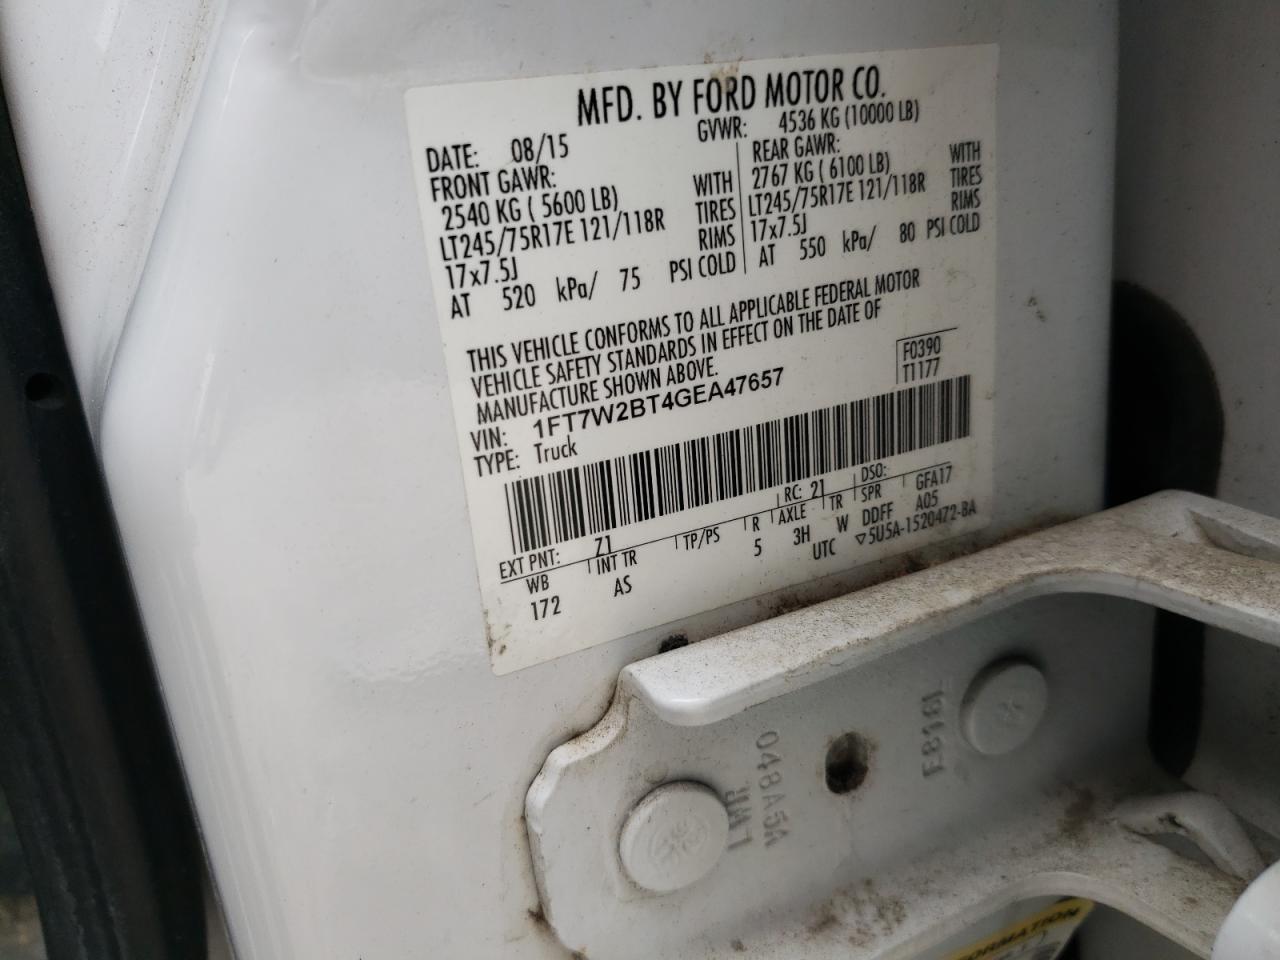 MFD. BY FORD MOTOR CO.
DATE: 08/15 GVWR: 4536 KG (10000 LB)
FRONT GAWR: REAR GAWR:
2540 KG ( 5600 LB) WITH 2767 KG ( 6100 LB) WITH
LT245/75R17E 121/118R TIRES LT245/75R17E 121/118R TIRES
17x7.5J RIMS 17x7.5J RIMS
AT 520 kPa/ 75 PSI COLD AT 550 kPa/ 80 PSI COLD
THIS VEHICLE CONFORMS TO ALL APPLICABLE FEDERAL MOTOR
VEHICLE SAFETY STANDARDS IN EFFECT ON THE DATE OF
MANUFACTURE SHOWN ABOVE.
F0390
T1177
VIN: 1FT7W2BT4GEA47657
TYPE: Truck
EXT PNT: Z1 RC: 21 DSO:
WB INT TR TP/PS R AXLE TR SPR GFA17
172 AS 5 3H W DDFF A05
UTC ▽5U5A-1520472-BA
048A5A
E8161
FORMATION